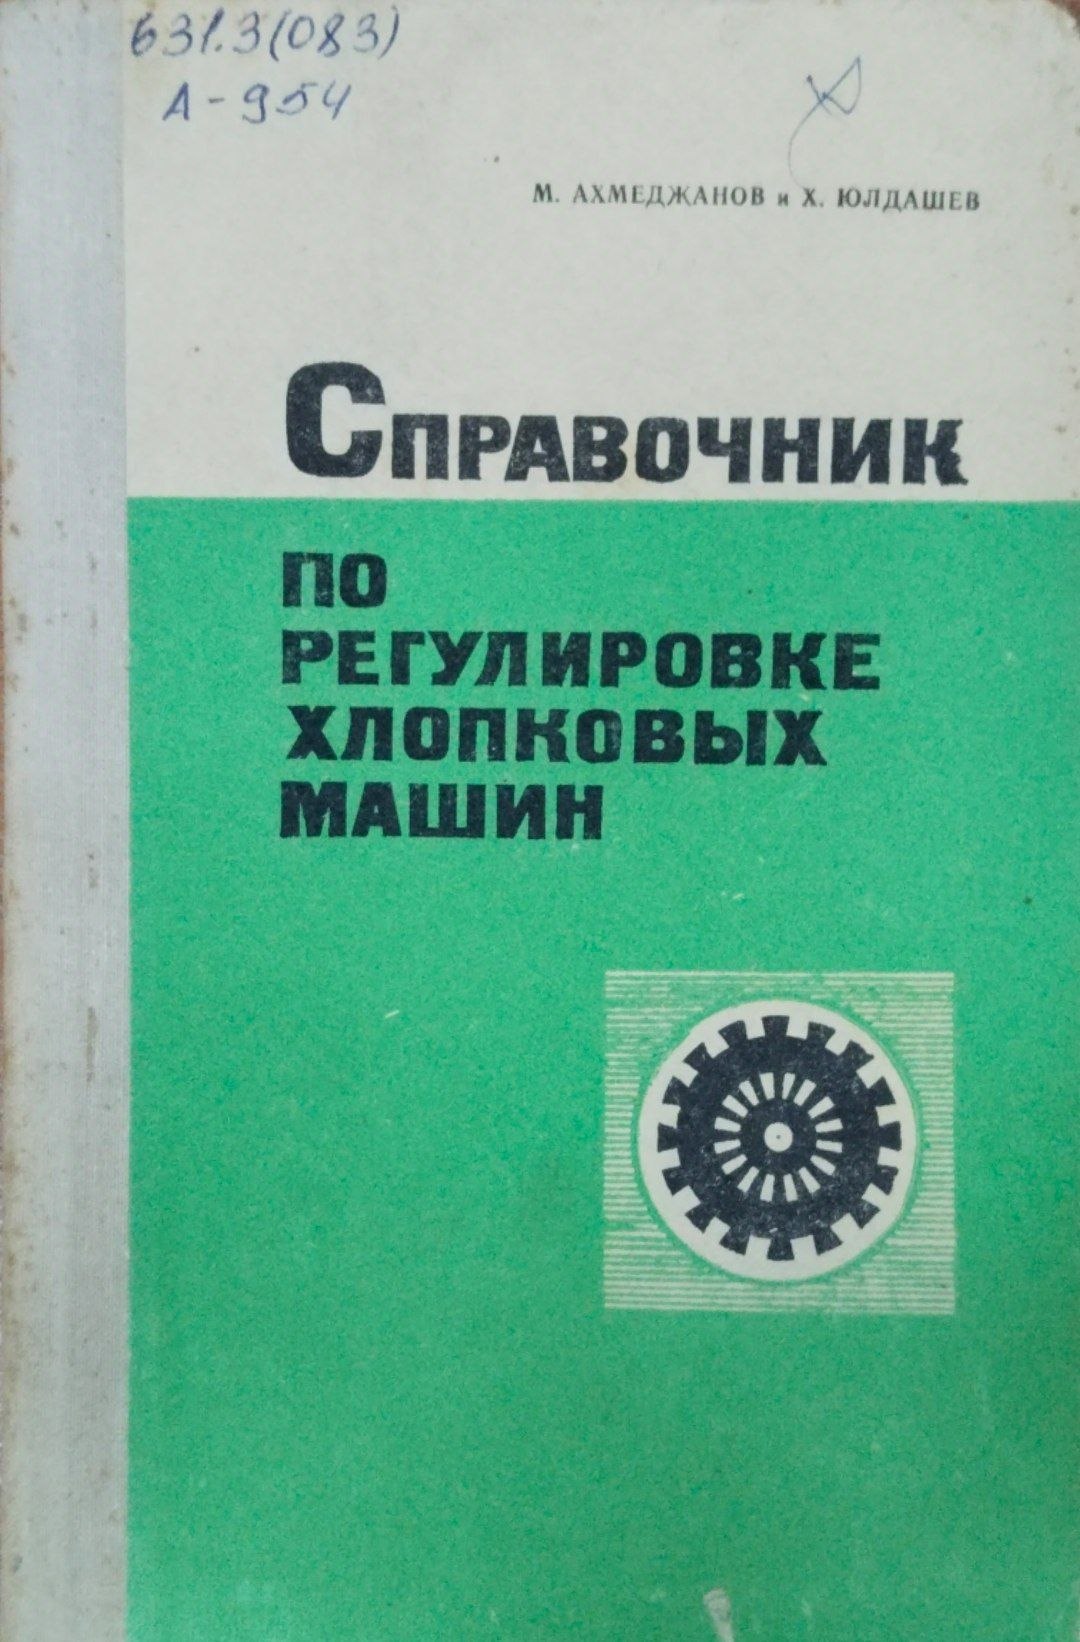 631.3(083)
А-954
М. АХМЕДЖАНОВ и Х. ЮЛДАШЕВ
СПРАВОЧНИК
ПО
РЕГУЛИРОВКЕ
ХЛОПКОВЫХ
МАШИН